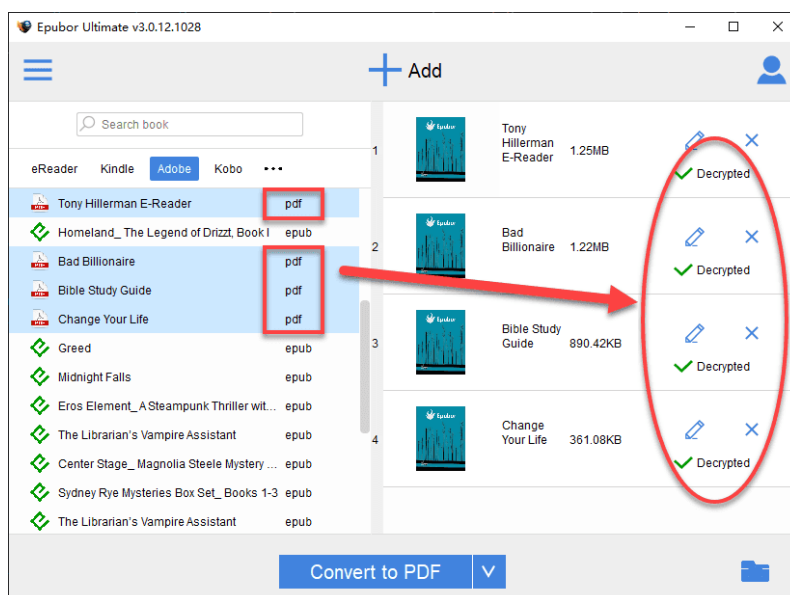 Epubor Ultimate v3.0.12.1028
Add
Search book
eReader Kindle Adobe Kobo
Tony Hillerman E-Reader pdf
Homeland_ The Legend of Drizzt, Book I epub
Bad Billionaire pdf
Bible Study Guide pdf
Change Your Life pdf
Greed epub
Midnight Falls epub
Eros Element_ A Steampunk Thriller wit... epub
The Librarian's Vampire Assistant epub
Center Stage_ Magnolia Steele Mystery ... epub
Sydney Rye Mysteries Box Set_ Books 1-3 epub
The Librarian's Vampire Assistant epub
1
Epubor
Tony
Hillerman
E-Reader
1.25MB
Decrypted
2
Epubor
Bad
Billionaire
1.22MB
Decrypted
3
Epubor
Bible Study
Guide
890.42KB
Decrypted
4
Epubor
Change
Your Life
361.08KB
Decrypted
Convert to PDF